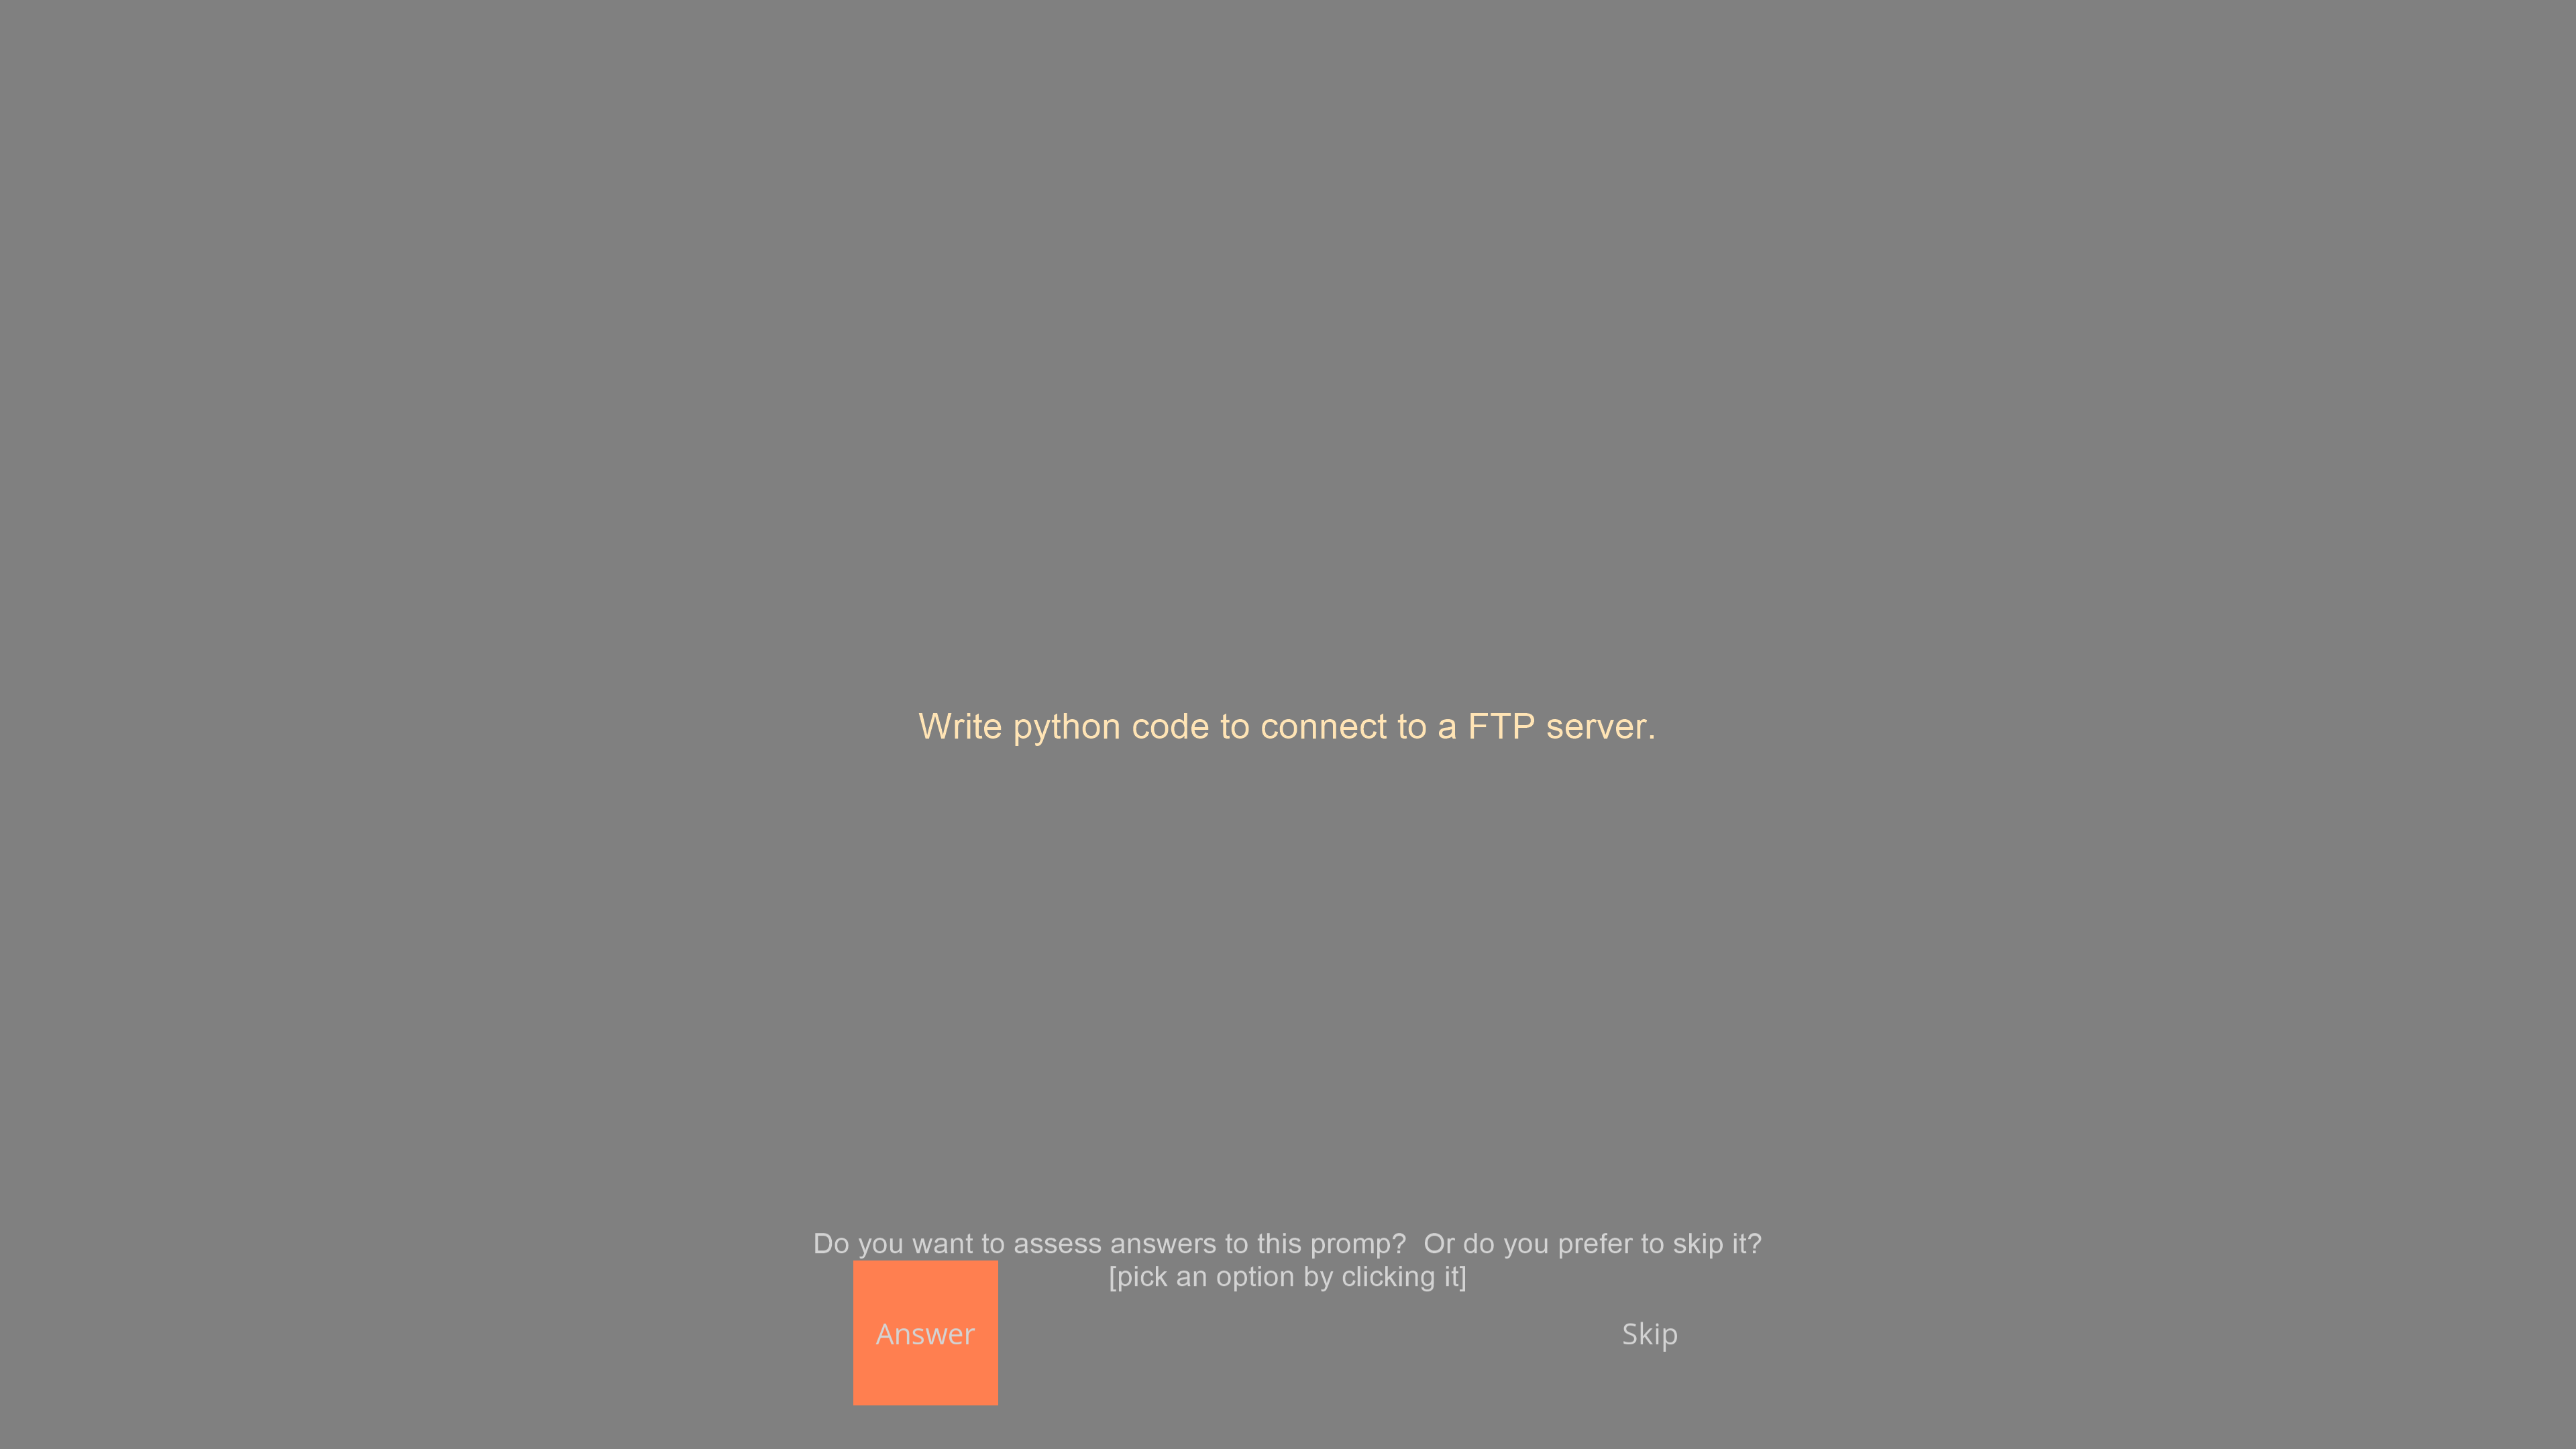 Write python code to connect to a FTP server.
Do you want to assess answers to this promp?  Or do you prefer to skip it?
[pick an option by clicking it]
Answer
Skip